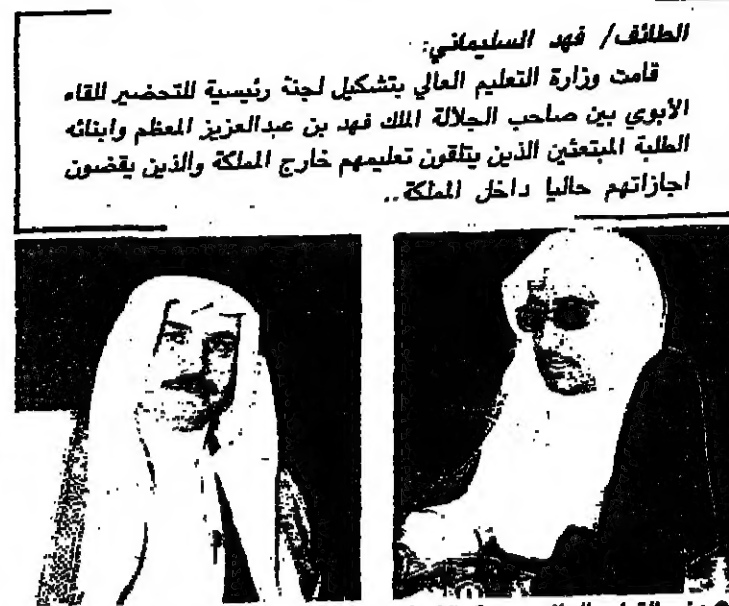 الطائف/ فهد السليماني:
قامت وزارة التعليم العالي بتشكيل لجنة رئيسية للتحضير للقاء
الأبوي بين صاحب الجلالة الملك فهد بن عبدالعزيز المعظم وابنائه
الطلبة المبتعثين الذين يتلقون تعليمهم خارج المملكة والذين يقضون
اجازاتهم حاليا داخل المملكة..